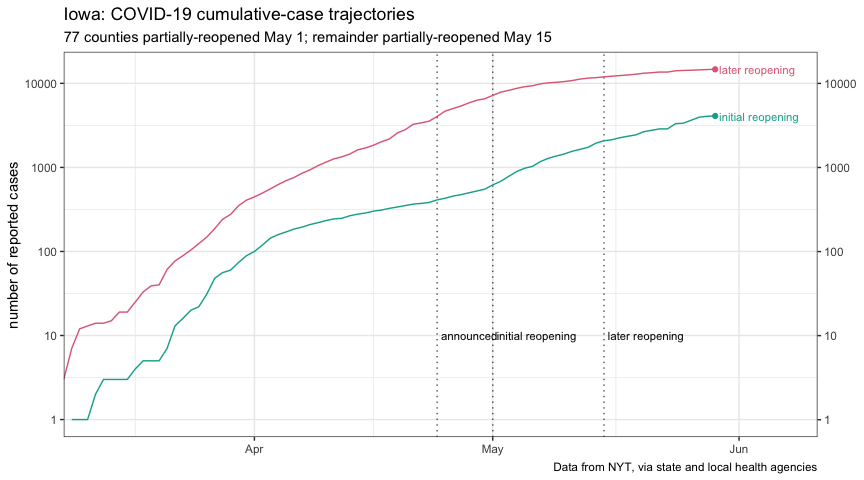 Iowa: COVID-19 cumulative-case trajectories
77 counties partially-reopened May 1; remainder partially-reopened May 15
number of reported cases
10000
1000
100
10
1
later reopening
initial reopening
announced
initial reopening
later reopening
10000
1000
100
10
1
Apr
May
Jun
Data from NYT, via state and local health agencies